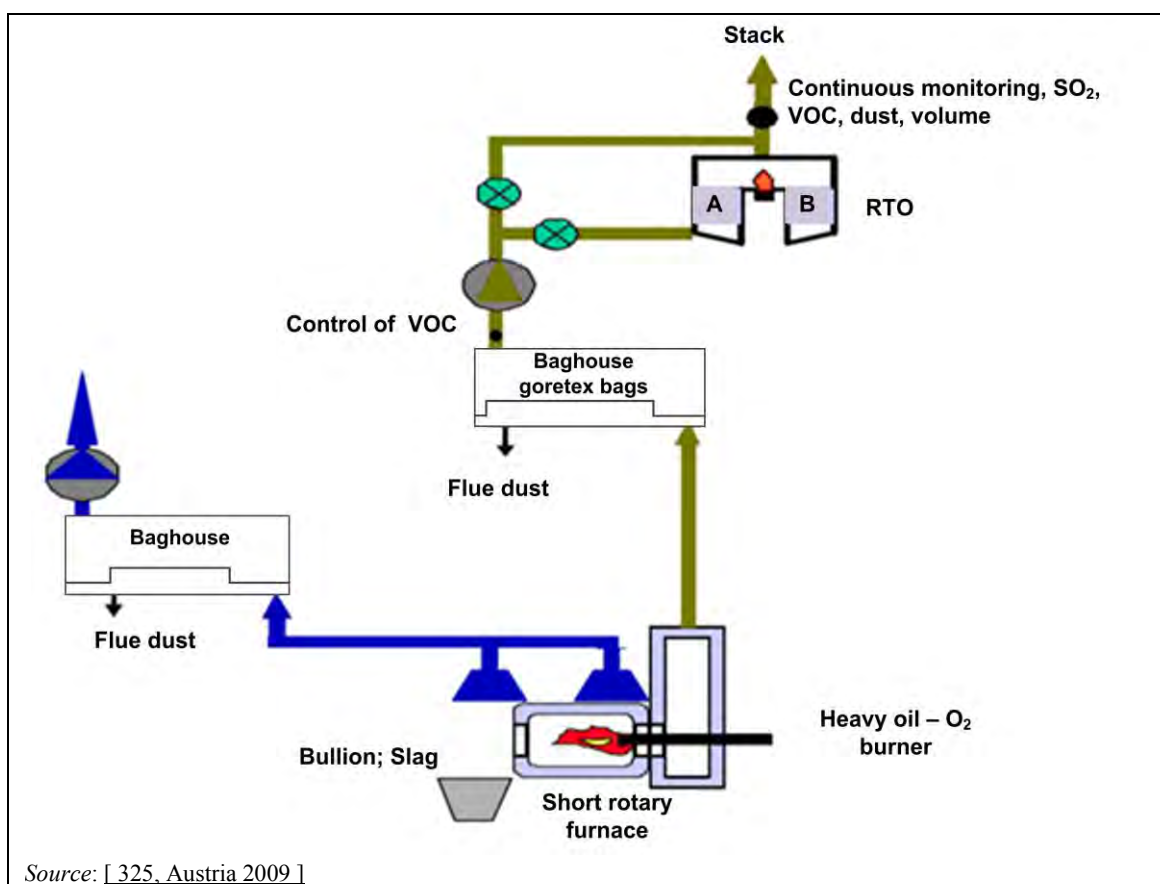 Stack
Continuous monitoring, SO₂,
VOC, dust, volume
A
B
RTO
Control of VOC
Baghouse
goretex bags
Flue dust
Baghouse
Flue dust
Heavy oil – O₂
burner
Bullion; Slag
Short rotary
furnace
Source: [ 325, Austria 2009 ]